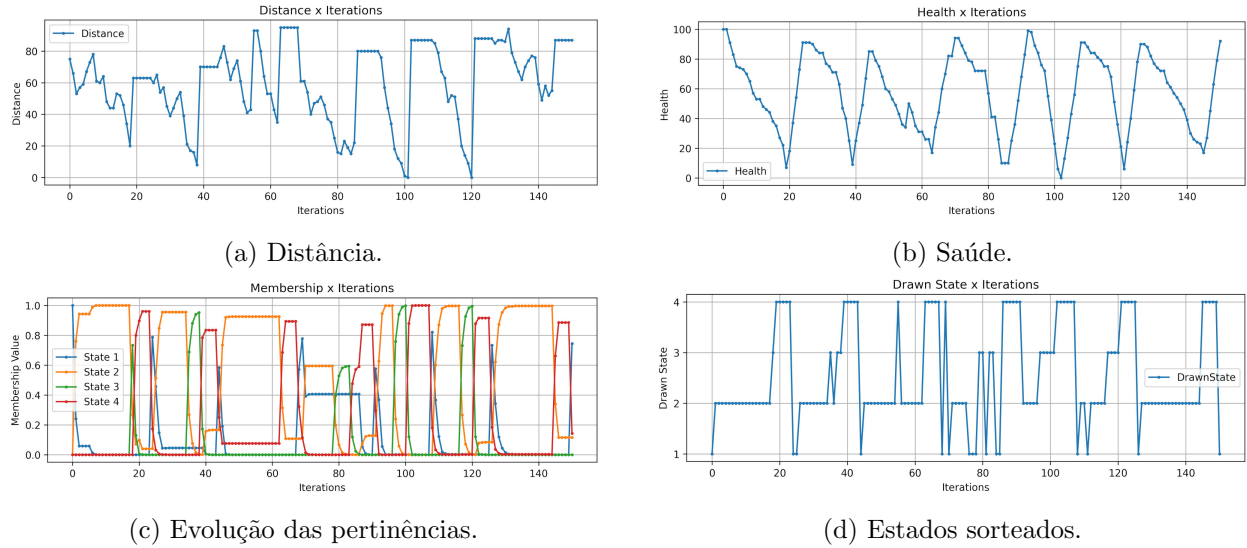 Distance x Iterations
Distance
80
60
40
20
0
Distance
0 20 40 60 80 100 120 140
Iterations
(a) Distância.
Health x Iterations
100
80
60
40
20
0
Health
Health
0 20 40 60 80 100 120 140
Iterations
(b) Saúde.
Membership x Iterations
1.0
0.8
0.6
0.4
0.2
0.0
Membership Value
State 1
State 2
State 3
State 4
0 20 40 60 80 100 120 140
Iterations
(c) Evolução das pertinências.
Drawn State x Iterations
4
3
2
1
Drawn State
DrawnState
0 20 40 60 80 100 120 140
Iterations
(d) Estados sorteados.